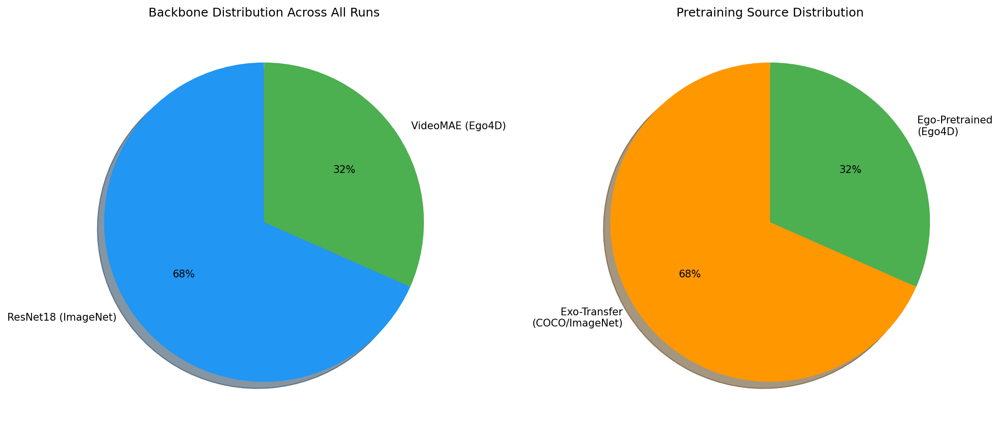 Backbone Distribution Across All Runs
VideoMAE (Ego4D)
32%
68%
ResNet18 (ImageNet)
Pretraining Source Distribution
Ego-Pretrained
(Ego4D)
32%
68%
Exo-Transfer
(COCO/ImageNet)